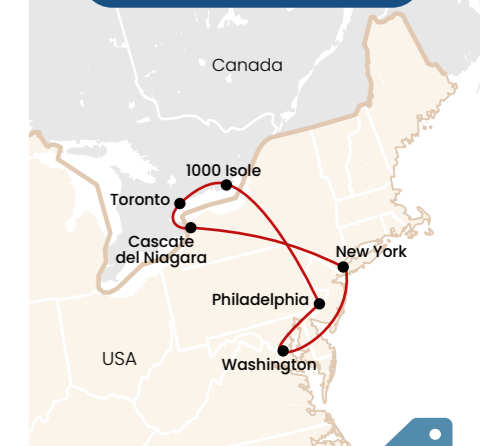 Canada
1000 Isole
Toronto
Cascate
del Niagara
New York
Philadelphia
USA
Washington